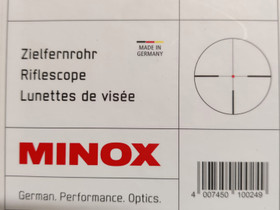 Zielfernrohr
Riflescope
Lunettes de visée
MADE IN
GERMANY
MINOX
German. Performance. Optics.
4 007450 100249